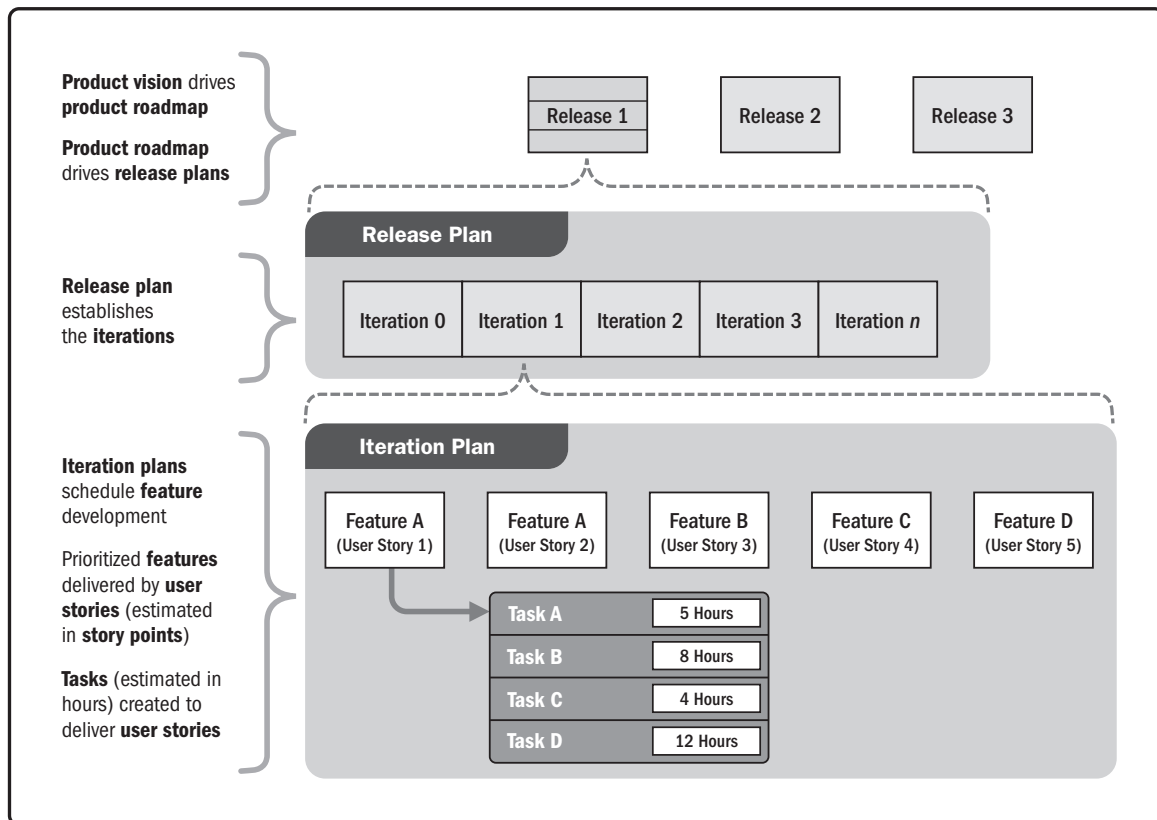 Product vision drives
product roadmap
Product roadmap
drives release plans
Release 1
Release 2
Release 3
Release Plan
Release plan
establishes
the iterations
Iteration 0
Iteration 1
Iteration 2
Iteration 3
Iteration n
Iteration Plan
Iteration plans
schedule feature
development
Prioritized features
delivered by user
stories (estimated
in story points)
Tasks (estimated in
hours) created to
deliver user stories
Feature A
(User Story 1)
Feature A
(User Story 2)
Feature B
(User Story 3)
Feature C
(User Story 4)
Feature D
(User Story 5)
Task A
5 Hours
Task B
8 Hours
Task C
4 Hours
Task D
12 Hours